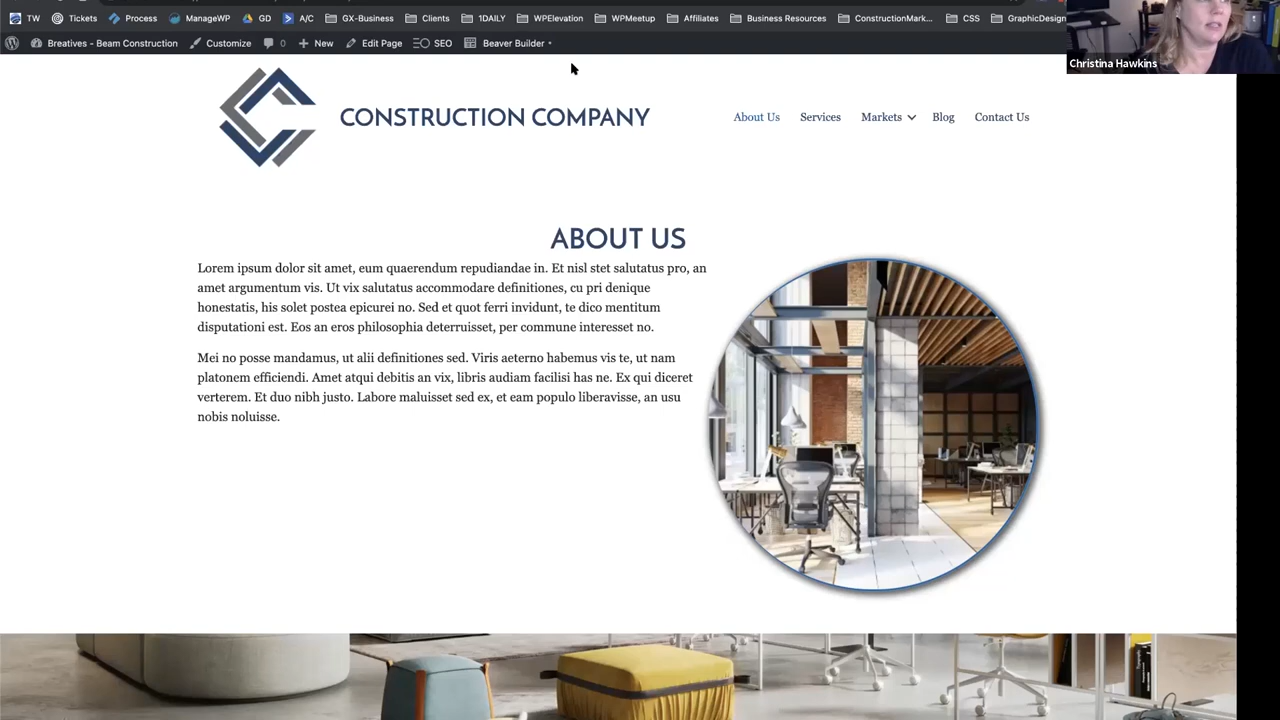 TW Tickets Process ManageWP GD A/C GX-Business Clients 1DAILY WPElevation WPMeetup Affiliates Business Resources ConstructionMark... CSS GraphicDesign
Breatives - Beam Construction Customize 0 New Edit Page SEO Beaver Builder
Christina Hawkins
CONSTRUCTION COMPANY
About Us Services Markets Blog Contact Us
ABOUT US
Lorem ipsum dolor sit amet, eum quaerendum repudiandae in. Et nisl stet salutatus pro, an
amet argumentum vis. Ut vix salutatus accommodare definitiones, cu pri denique
honestatis, his solet postea epicurei no. Sed et quot ferri invidunt, te dico mentitum
disputationi est. Eos an eros philosophia deterruisset, per commune interesset no.
Mei no posse mandamus, ut alii definitiones sed. Viris aeterno habemus vis te, ut nam
platonem efficiendi. Amet atqui debitis an vix, libris audiam facilisi has ne. Ex qui diceret
verterem. Et duo nibh justo. Labore maluisset sed ex, et eam populo liberavisse, an usu
nobis noluisse.